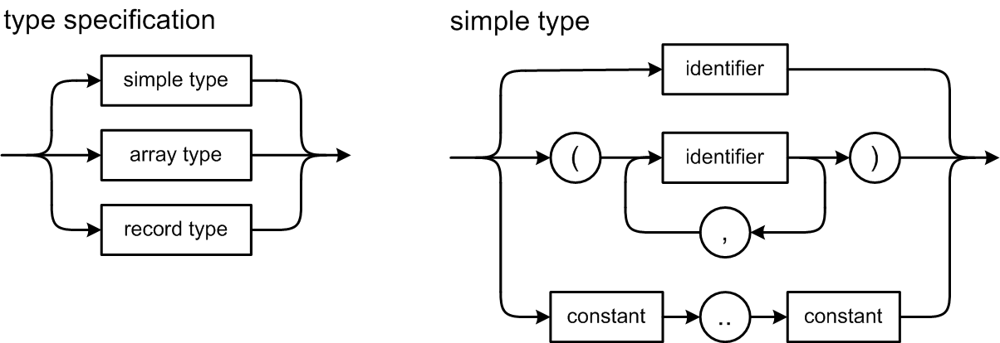 type specification
simple type
array type
record type
simple type
identifier
( identifier )
,
constant .. constant